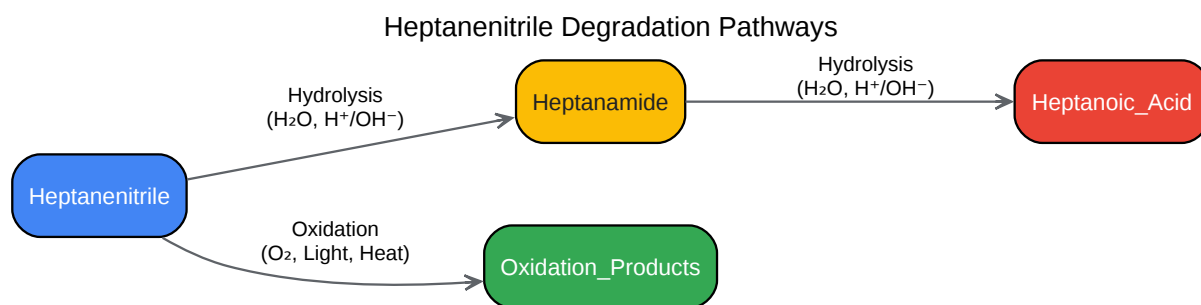 Heptanenitrile Degradation Pathways
Hydrolysis
(H₂O, H⁺/OH⁻)
Hydrolysis
(H₂O, H⁺/OH⁻)
Heptanamide
Heptanoic_Acid
Heptanenitrile
Oxidation
(O₂, Light, Heat)
Oxidation_Products